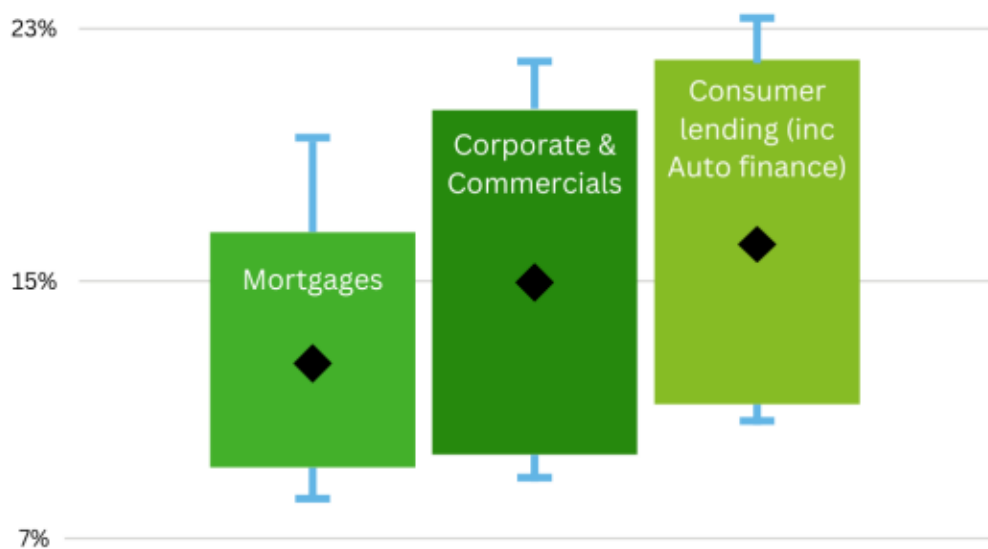 23%
Consumer
lending (inc
Auto finance)
Corporate &
Commercials
Mortgages
15%
7%